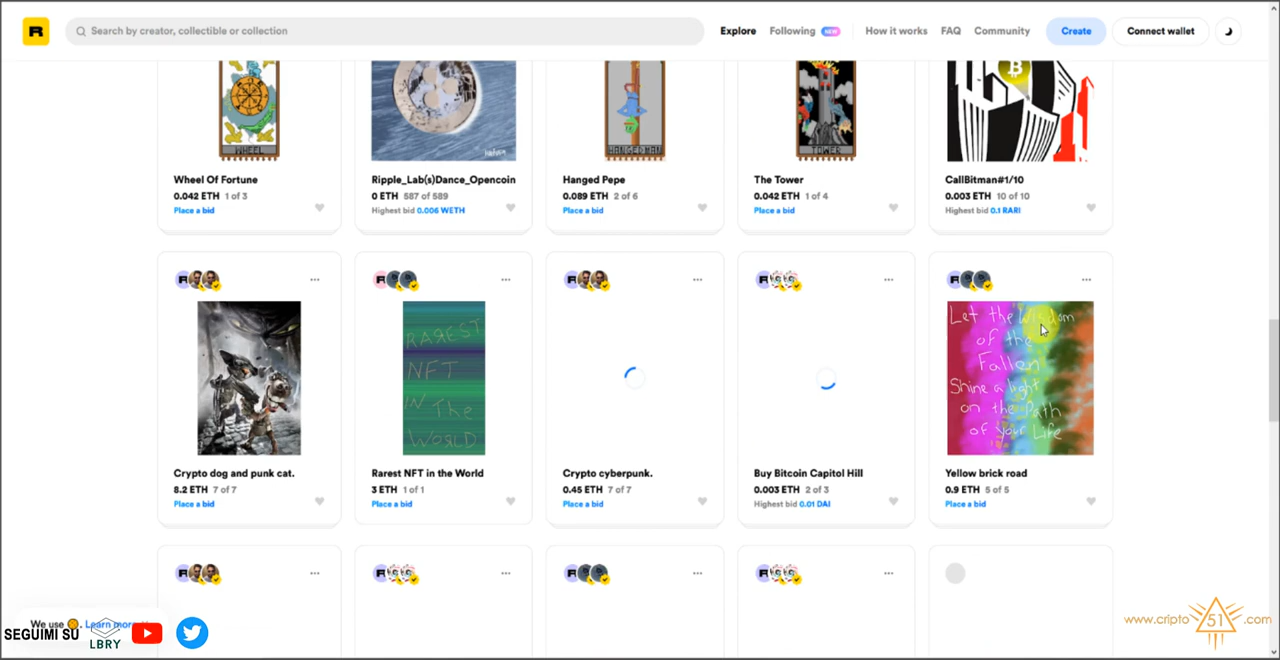 R
Search by creator, collectible or collection
Explore
Following NEW
How it works
FAQ
Community
Create
Connect wallet
WHEEL
HANGED MAN
TOWER
Wheel Of Fortune
0.042 ETH 1 of 3
Place a bid
Ripple_Lab(s)Dance_Opencoin
0 ETH 587 of 589
Highest bid 0.006 WETH
Hanged Pepe
0.089 ETH 2 of 6
Place a bid
The Tower
0.042 ETH 1 of 4
Place a bid
CallBitman#1/10
0.003 ETH 10 of 10
Highest bid 0.1 RARI
RAREST
NFT
IN The
WORLD
Let the Wisdom
of the
Fallen
Shine a light
on the Path
of Your Life
Crypto dog and punk cat.
8.2 ETH 7 of 7
Place a bid
Rarest NFT in the World
3 ETH 1 of 1
Place a bid
Crypto cyberpunk.
0.45 ETH 7 of 7
Place a bid
Buy Bitcoin Capitol Hill
0.003 ETH 2 of 3
Highest bid 0.01 DAI
Yellow brick road
0.9 ETH 5 of 5
Place a bid
We use . Learn more
SEGUIMI SU
LBRY
www.cripto51.com